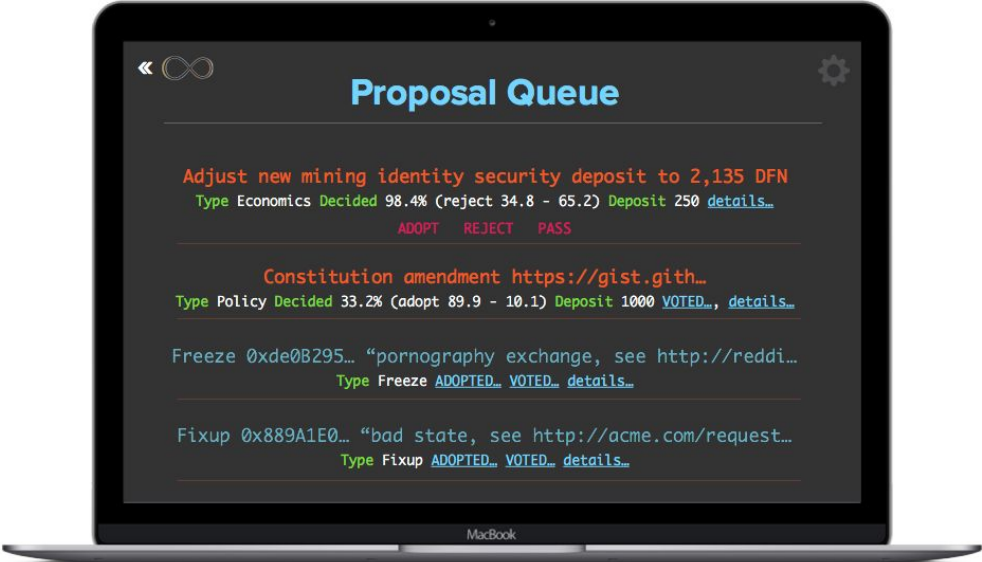 «
Proposal Queue
Adjust new mining identity security deposit to 2,135 DFN
Type Economics Decided 98.4% (reject 34.8 - 65.2) Deposit 250 details…
ADOPT REJECT PASS
Constitution amendment https://gist.gith…
Type Policy Decided 33.2% (adopt 89.9 - 10.1) Deposit 1000 VOTED…, details…
Freeze 0xde0B295… “pornography exchange, see http://reddi…
Type Freeze ADOPTED… VOTED… details…
Fixup 0x889A1E0… “bad state, see http://acme.com/request…
Type Fixup ADOPTED… VOTED… details…
MacBook